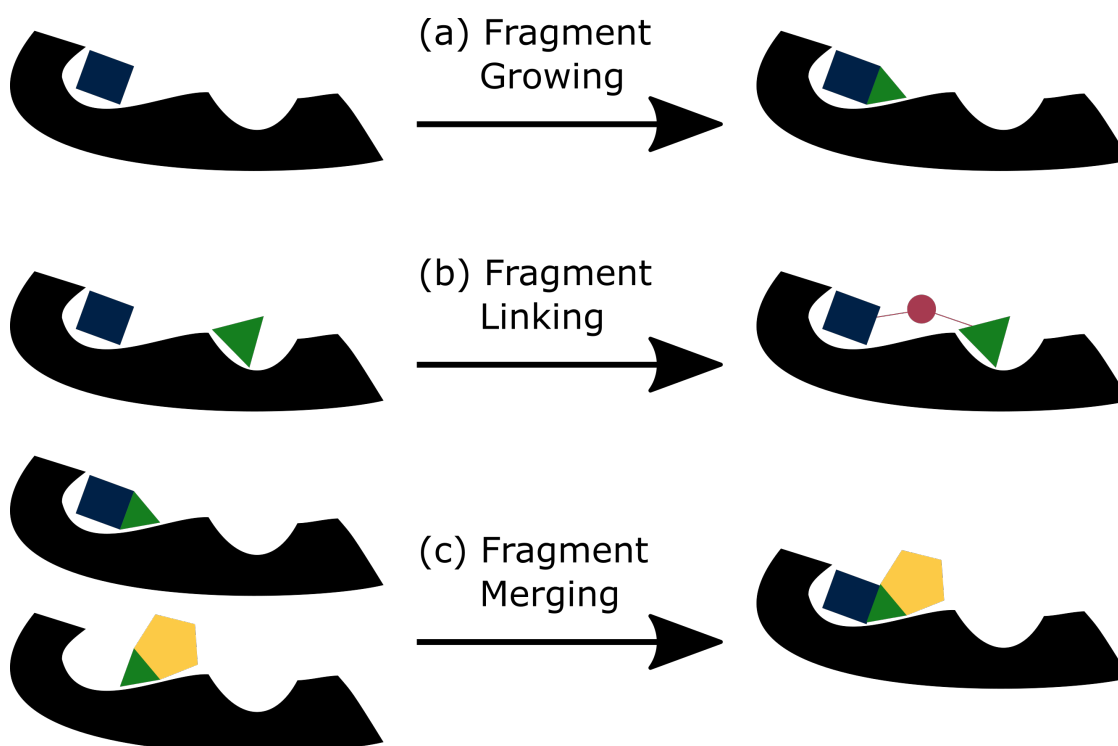 (a) Fragment
Growing
(b) Fragment
Linking
(c) Fragment
Merging